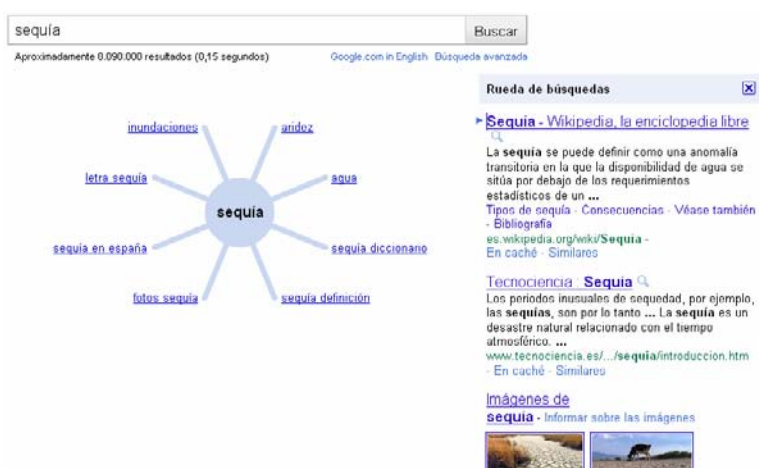 sequía
Buscar
Aproximadamente 8.090.000 resultados (0,15 segundos)
Google.com in English Búsqueda avanzada
inundaciones
aridez
letra sequía
agua
sequía
sequía en españa
sequía diccionario
fotos sequía
sequía definición
Rueda de búsquedas
Sequía - Wikipedia, la enciclopedia libre
La sequía se puede definir como una anomalía
transitoria en la que la disponibilidad de agua se
sitúa por debajo de los requerimientos
estadísticos de un ...
Tipos de sequía - Consecuencias - Véase también
- Bibliografía
es.wikipedia.org/wiki/Sequía -
En caché - Similares
Tecnociencia : Sequía
Los periodos inusuales de sequedad, por ejemplo,
las sequías, son por lo tanto ... La sequía es un
desastre natural relacionado con el tiempo
atmosférico. ...
www.tecnociencia.es/.../sequia/introduccion.htm
- En caché - Similares
Imágenes de
sequía - Informar sobre las imágenes